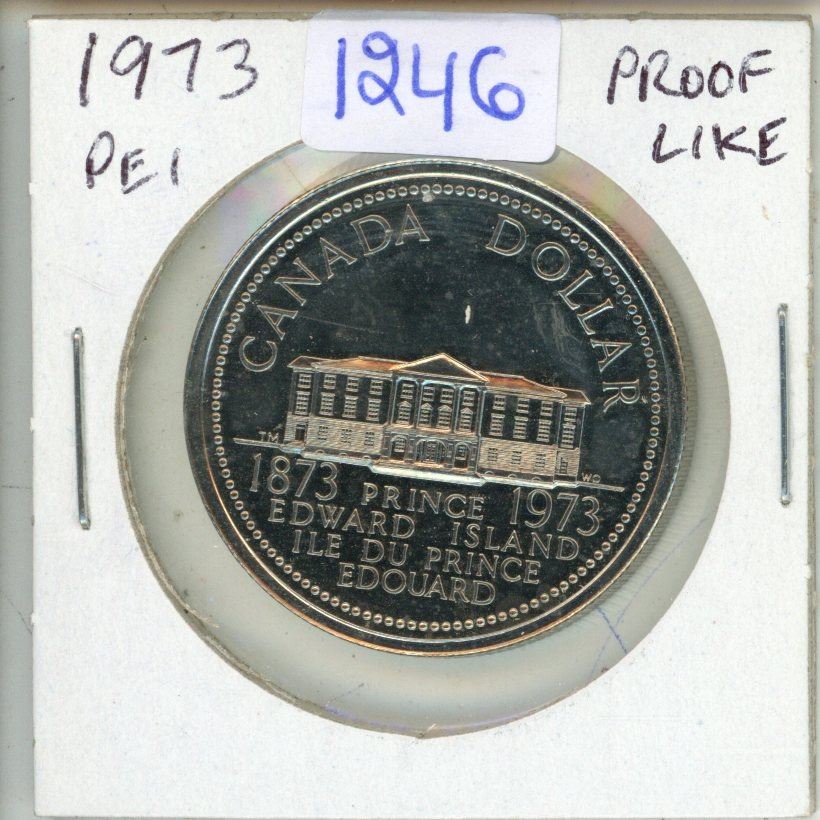 1973
PEI
1246
PROOF
LIKE
CANADA DOLLAR
TM
WO
1873 PRINCE 1973
EDWARD ISLAND
ILE DU PRINCE
EDOUARD